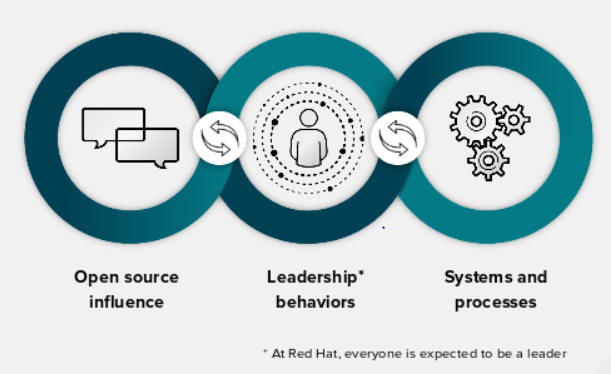 Open source
influence
Leadership*
behaviors
Systems and
processes
* At Red Hat, everyone is expected to be a leader